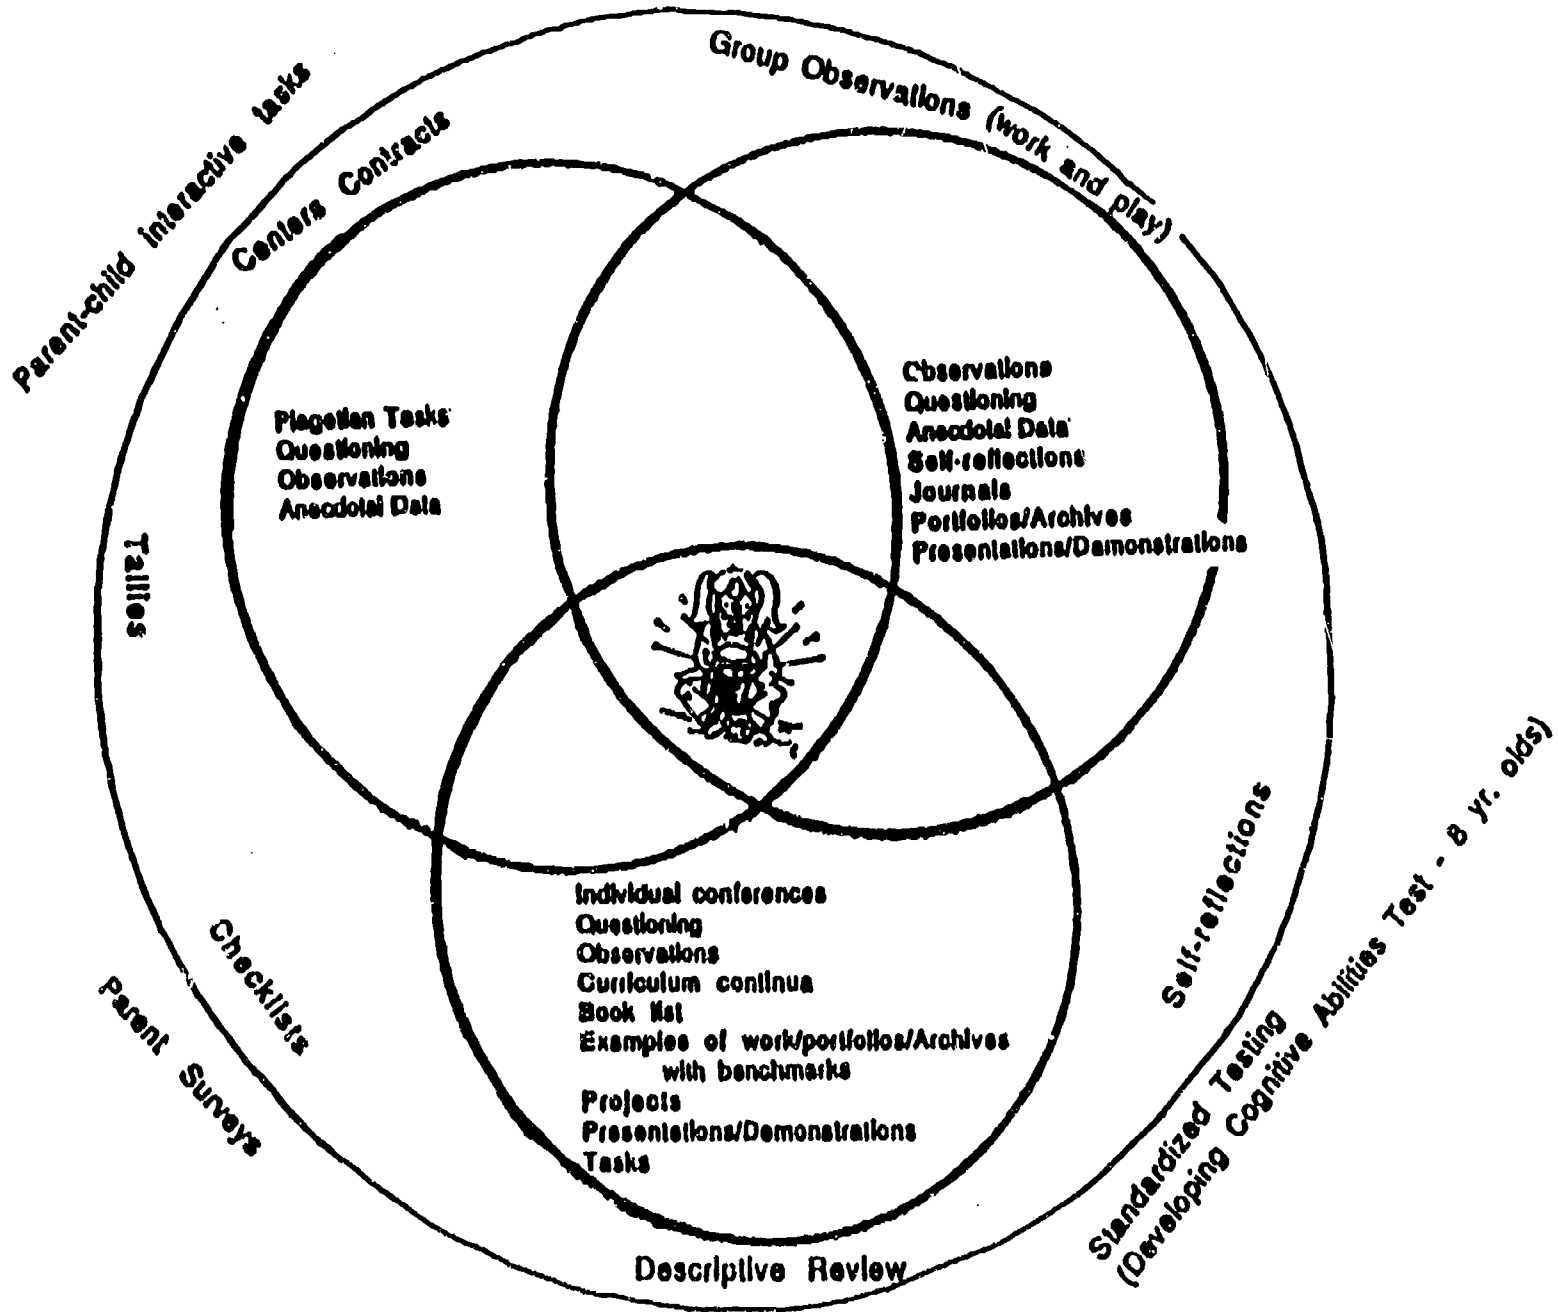 Parent-child interactive tasks
Centers Contracts
Group Observations (work and play)
Piagetian Tasks
Questioning
Observations
Anecdotal Data
Observations
Questioning
Anecdotal Data
Self-reflections
Journals
Portfolios/Archives
Presentations/Demonstrations
Tallies
Individual conferences
Questioning
Observations
Curriculum continua
Book list
Examples of work/portfolios/Archives
with benchmarks
Projects
Presentations/Demonstrations
Tasks
Checklists
Parent Surveys
Self-reflections
Standardized Testing
(Developing Cognitive Abilities Test - 8 yr. olds)
Descriptive Review